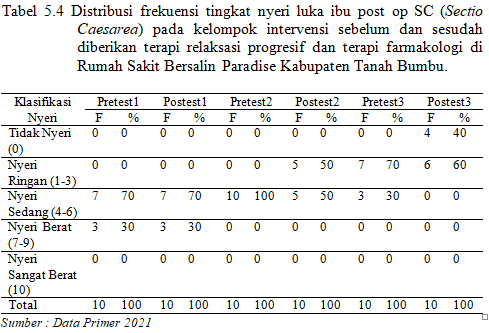 Tabel 5.4 Distribusi frekuensi tingkat nyeri luka ibu post op SC (Sectio
Caesarea) pada kelompok intervensi sebelum dan sesudah
diberikan terapi relaksasi progresif dan terapi farmakologi di
Rumah Sakit Bersalin Paradise Kabupaten Tanah Bumbu.
Klasifikasi Pretest1 Postest1 Pretest2 Postest2 Pretest3 Postest3
Nyeri F % F % F % F % F % F %
Tidak Nyeri 0 0 0 0 0 0 0 0 0 0 4 40
(0)
Nyeri 0 0 0 0 0 0 5 50 7 70 6 60
Ringan (1-3)
Nyeri 7 70 7 70 10 100 5 50 3 30 0 0
Sedang (4-6)
Nyeri Berat 3 30 3 30 0 0 0 0 0 0 0 0
(7-9)
Nyeri 0 0 0 0 0 0 0 0 0 0 0 0
Sangat Berat
(10)
Total 10 100 10 100 10 100 10 100 10 100 10 100
Sumber : Data Primer 2021